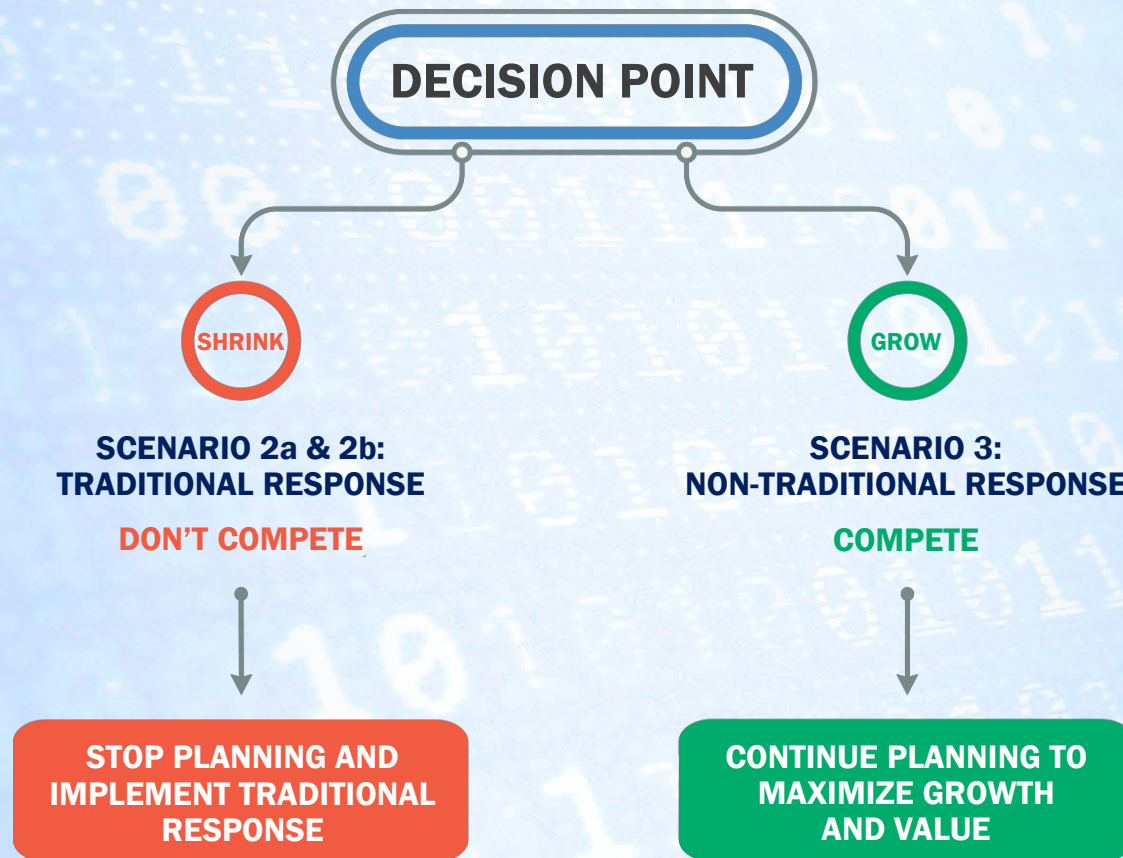 DECISION POINT
SHRINK
SCENARIO 2a & 2b:
TRADITIONAL RESPONSE
DON'T COMPETE
STOP PLANNING AND
IMPLEMENT TRADITIONAL
RESPONSE
GROW
SCENARIO 3:
NON-TRADITIONAL RESPONSE
COMPETE
CONTINUE PLANNING TO
MAXIMIZE GROWTH
AND VALUE